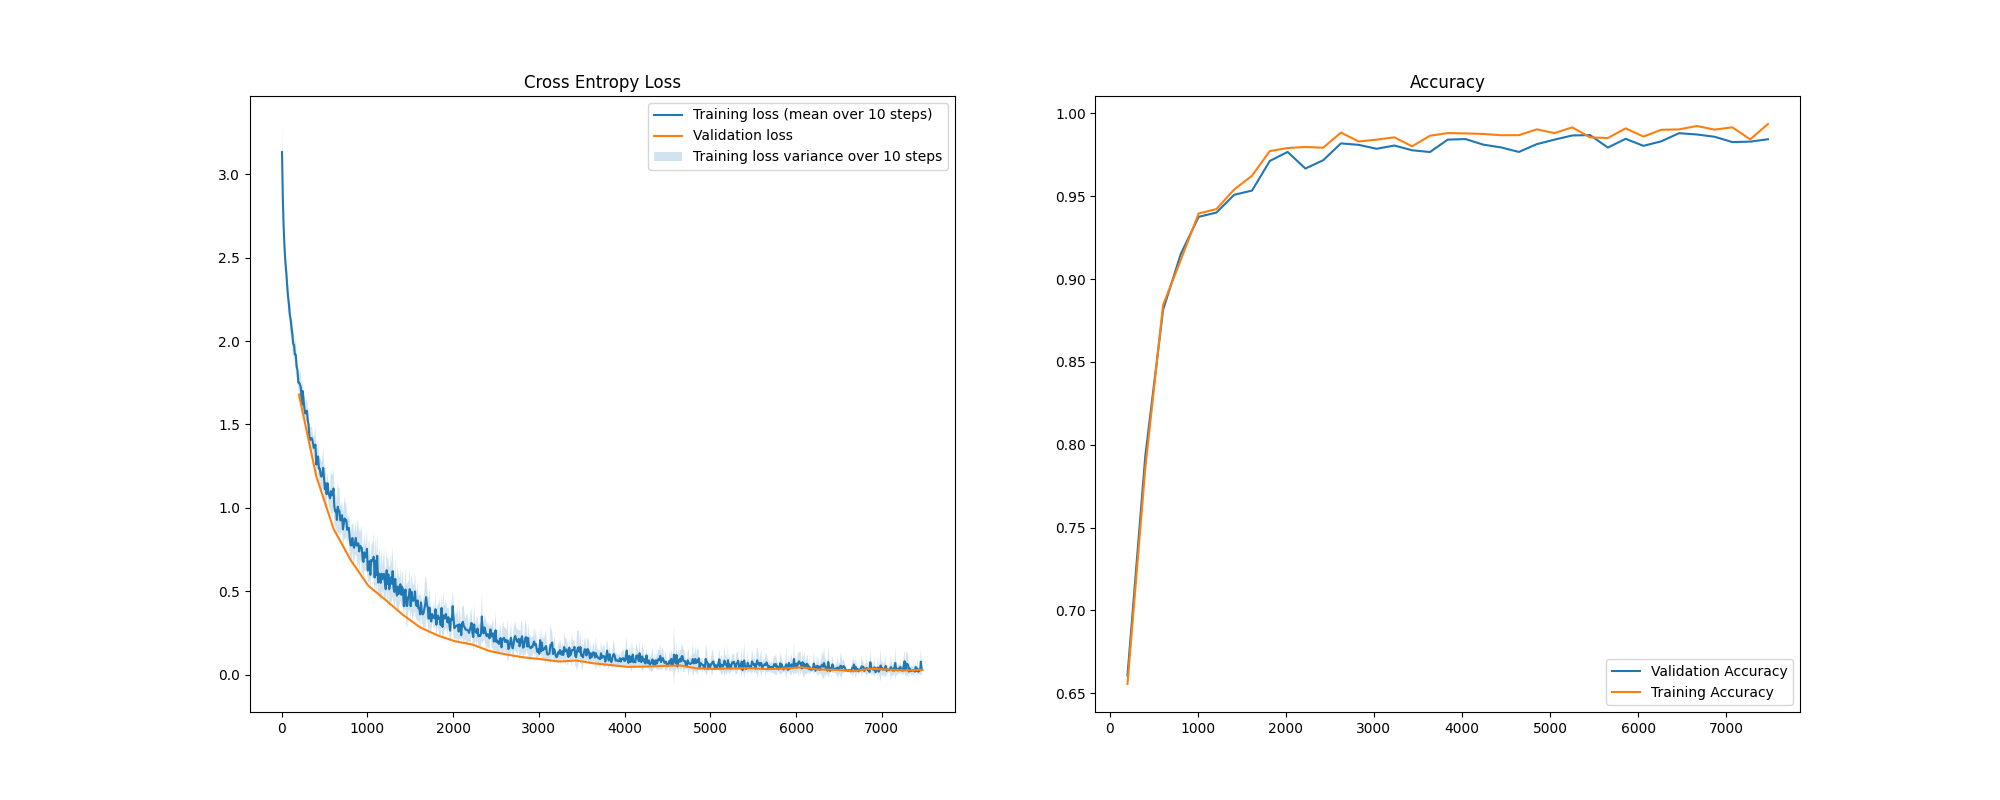 Cross Entropy Loss
Training loss (mean over 10 steps)
Validation loss
Training loss variance over 10 steps
3.0
2.5
2.0
1.5
1.0
0.5
0.0
0 1000 2000 3000 4000 5000 6000 7000
Accuracy
1.00
0.95
0.90
0.85
0.80
0.75
0.70
0.65
Validation Accuracy
Training Accuracy
0 1000 2000 3000 4000 5000 6000 7000